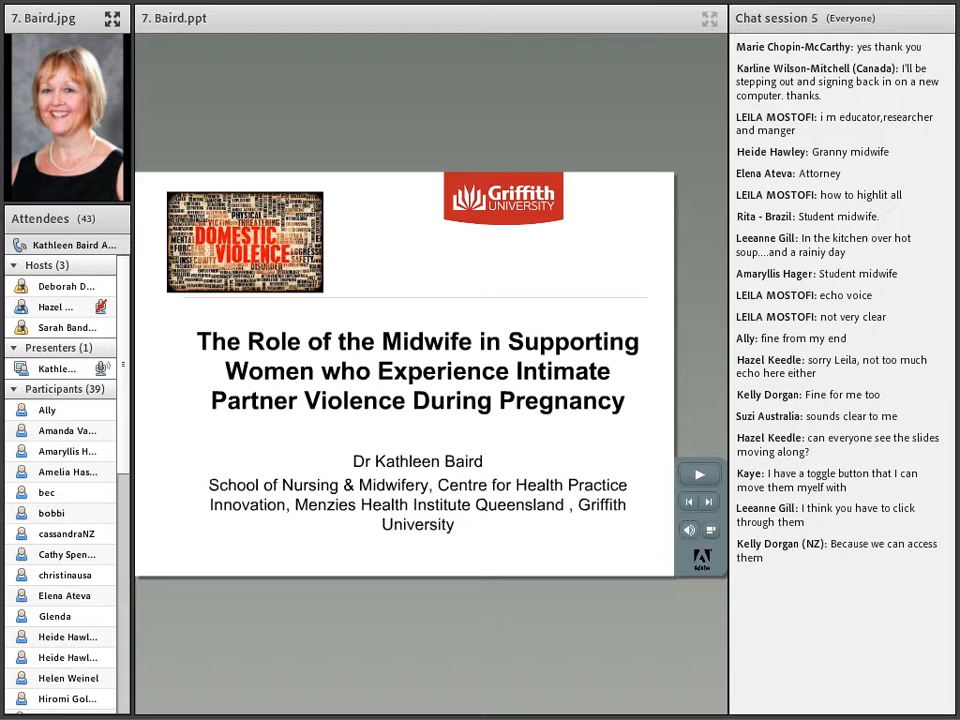 7. Baird.jpg
Attendees (43)
Kathleen Baird A...
Hosts (3)
Deborah D...
Hazel ...
Sarah Band...
Presenters (1)
Kathle...
Participants (39)
Ally
Amanda Va...
Amaryllis H...
Amelia Has...
bec
bobbi
cassandraNZ
Cathy Spen...
christinausa
Elena Ateva
Glenda
Heide Hawl...
Heide Hawl...
Helen Weinel
Hiromi Gol...
7. Baird.ppt
PHYSICAL
VICTIM THREATENING
DOMESTIC
VIOLENCE
DISORDER
Griffith
UNIVERSITY
The Role of the Midwife in Supporting
Women who Experience Intimate
Partner Violence During Pregnancy
Dr Kathleen Baird
School of Nursing & Midwifery, Centre for Health Practice
Innovation, Menzies Health Institute Queensland , Griffith
University
Adobe
Chat session 5 (Everyone)
Marie Chopin-McCarthy: yes thank you
Karline Wilson-Mitchell (Canada): I'll be
stepping out and signing back in on a new
computer. thanks.
LEILA MOSTOFI: i m educator,researcher
and manger
Heide Hawley: Granny midwife
Elena Ateva: Attorney
LEILA MOSTOFI: how to highlit all
Rita - Brazil: Student midwife.
Leeanne Gill: In the kitchen over hot
soup....and a rainiy day
Amaryllis Hager: Student midwife
LEILA MOSTOFI: echo voice
LEILA MOSTOFI: not very clear
Ally: fine from my end
Hazel Keedle: sorry Leila, not too much
echo here either
Kelly Dorgan: Fine for me too
Suzi Australia: sounds clear to me
Hazel Keedle: can everyone see the slides
moving along?
Kaye: I have a toggle button that I can
move them myelf with
Leeanne Gill: I think you have to click
through them
Kelly Dorgan (NZ): Because we can access
them